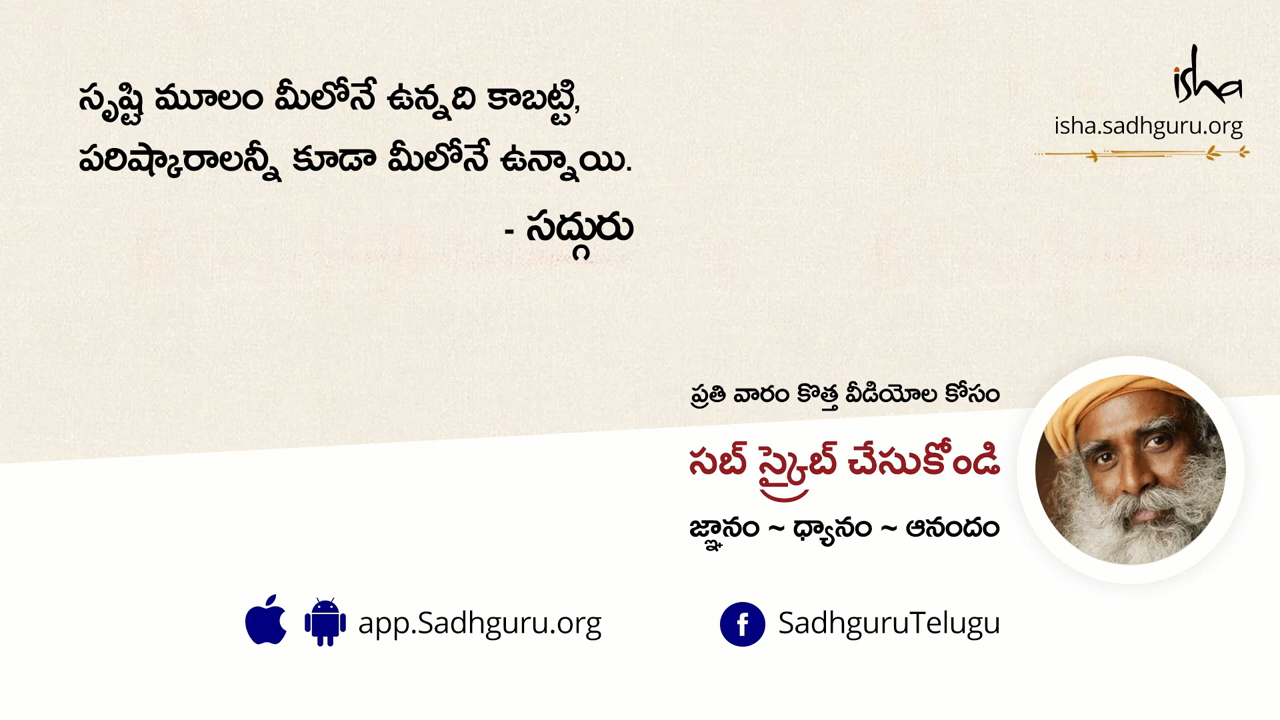 సృష్టి మూలం మీలోనే ఉన్నది కాబట్టి,
పరిష్కారాలన్నీ కూడా మీలోనే ఉన్నాయి.
- సద్గురు
isha
isha.sadhguru.org
ప్రతి వారం కొత్త వీడియోల కోసం
సబ్ స్క్రైబ్ చేసుకోండి
జ్ఞానం ~ ధ్యానం ~ ఆనందం
app.Sadhguru.org
SadhguruTelugu